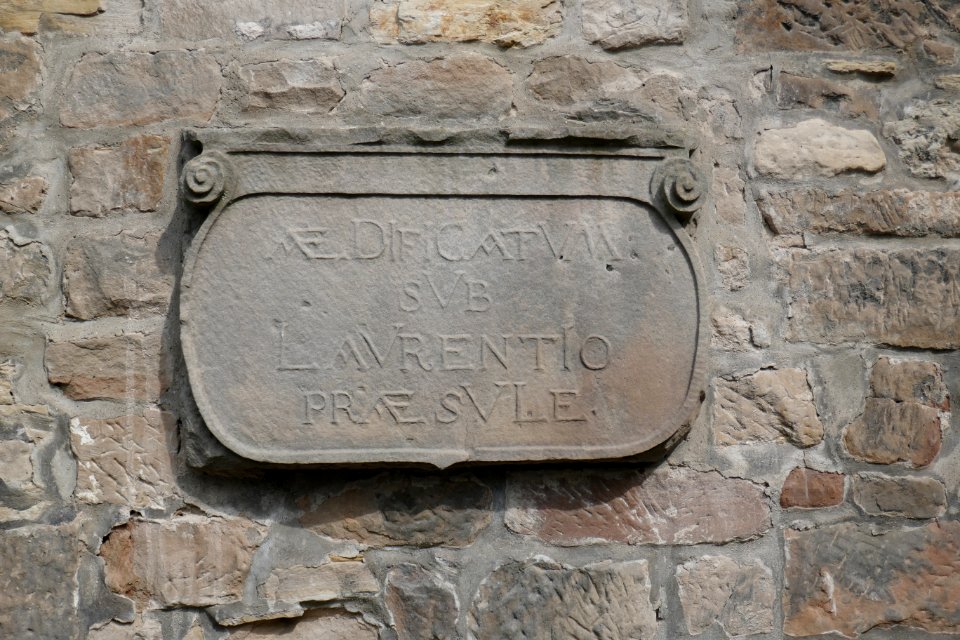 ÆDIFICATVM
SVB
LAVRENTIO
PRÆSVLE